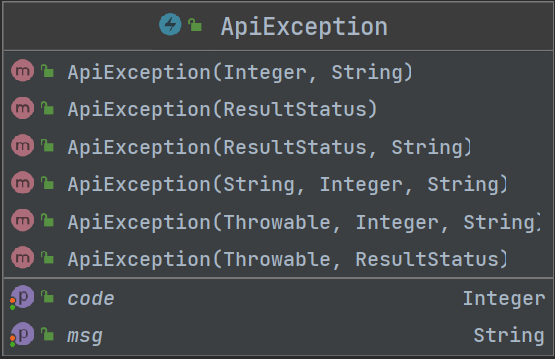 ApiException
m ApiException(Integer, String)
m ApiException(ResultStatus)
m ApiException(ResultStatus, String)
m ApiException(String, Integer, String)
m ApiException(Throwable, Integer, String)
m ApiException(Throwable, ResultStatus)
p code Integer
p msg String